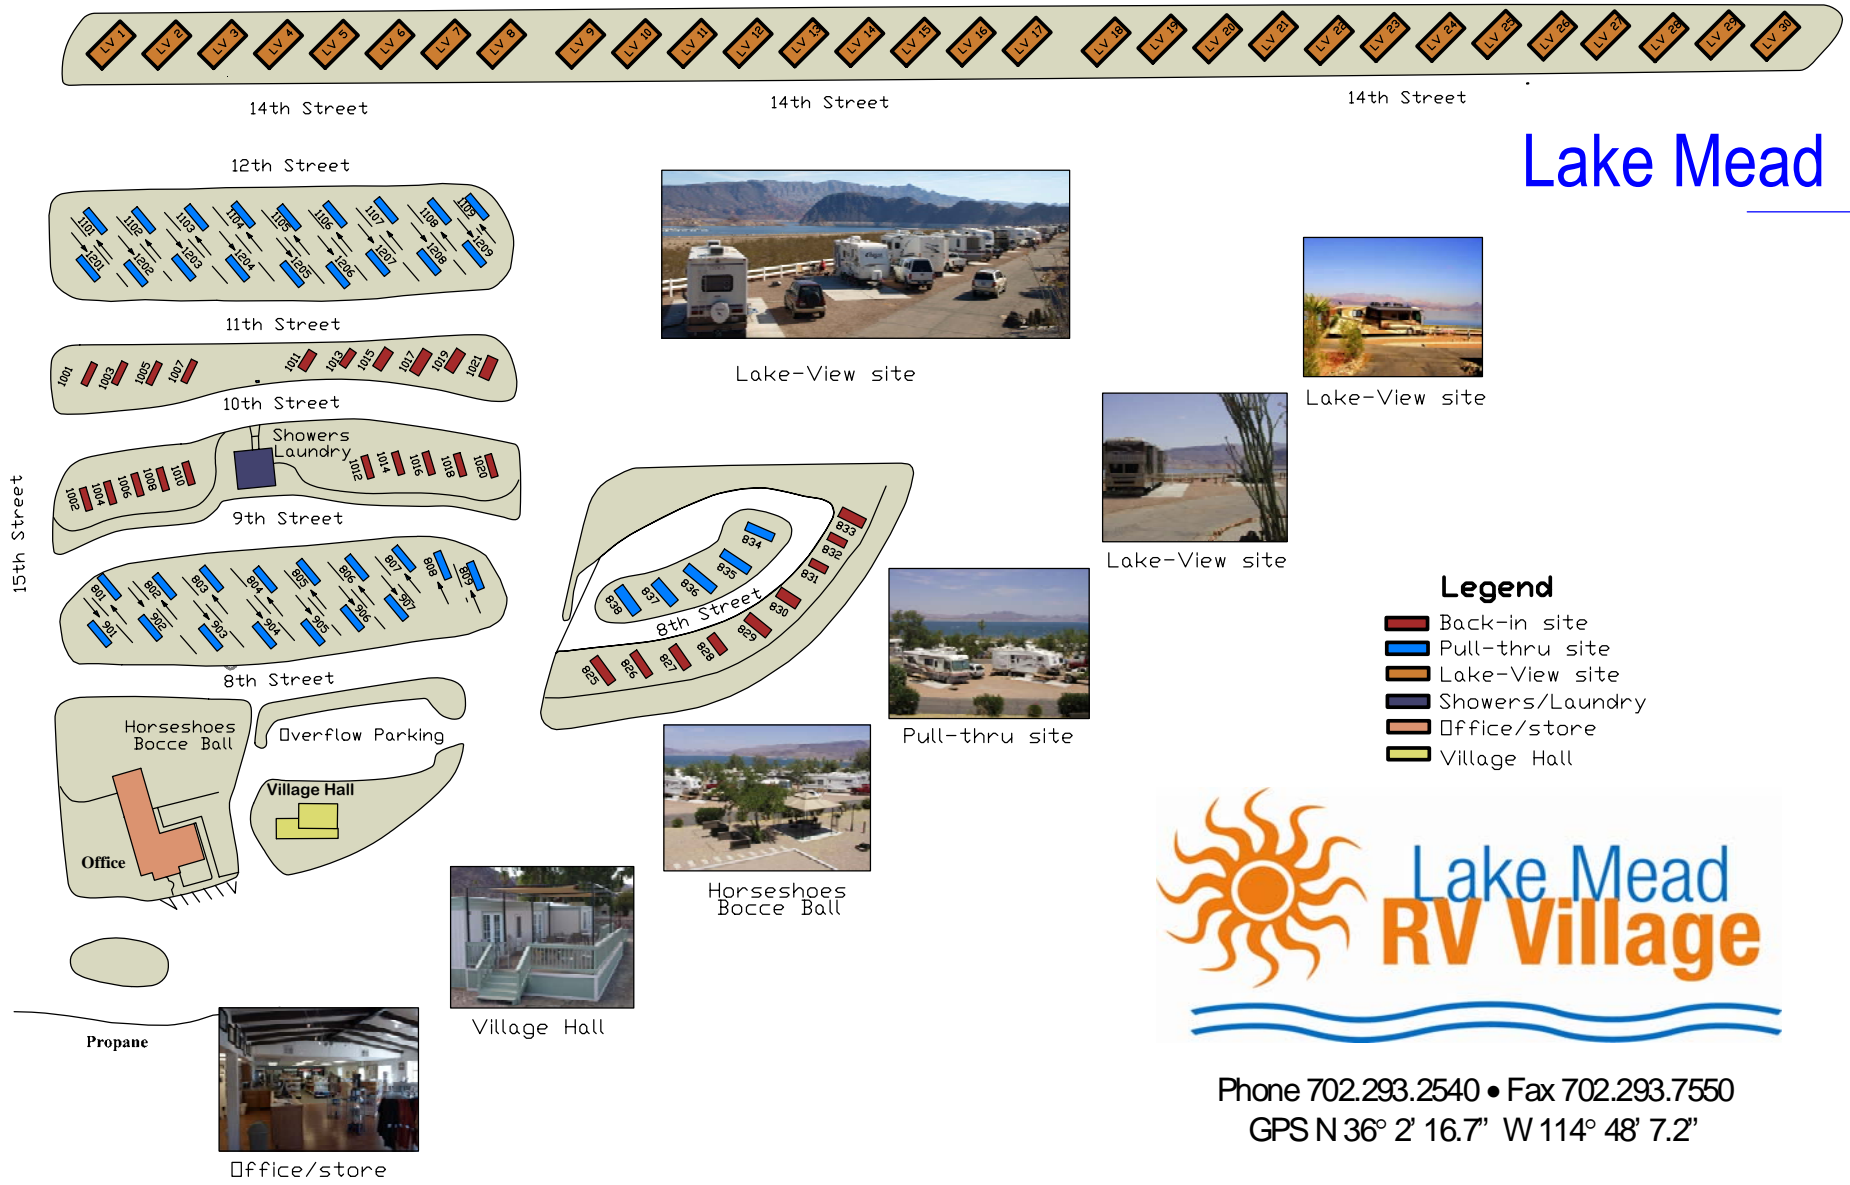 LV 1 LV 2 LV 3 LV 4 LV 5 LV 6 LV 7 LV 8 LV 9 LV 10 LV 11 LV 12 LV 13 LV 14 LV 15 LV 16 LV 17 LV 18 LV 19 LV 20 LV 21 LV 22 LV 23 LV 24 LV 25 LV 26 LV 27 LV 28 LV 29 LV 30
14th Street 14th Street 14th Street
Lake Mead
12th Street
1101 1102 1103 1104 1105 1106 1107 1108 1109
1201 1202 1203 1204 1205 1206 1207 1208 1209
11th Street
1001 1003 1005 1007 1011 1013 1015 1017 1019 1021
10th Street
Showers
Laundry
1002 1004 1006 1008 1010 1012 1014 1016 1018 1020
9th Street
15th Street
801 802 803 804 805 806 807 808 809
901 902 903 904 905 906 907
8th Street
834 835 836 837 838
8th Street
833
832
831
830
829
828
827
826
825
Lake-View site
Lake-View site
Lake-View site
Pull-thru site
Horseshoes
Bocce Ball
Overflow Parking
Village Hall
Office
Horseshoes
Bocce Ball
Village Hall
Propane
Office/store
Legend
Back-in site
Pull-thru site
Lake-View site
Showers/Laundry
Office/store
Village Hall
Lake Mead
RV Village
Phone 702.293.2540 • Fax 702.293.7550
GPS N 36° 2' 16.7” W 114° 48' 7.2”